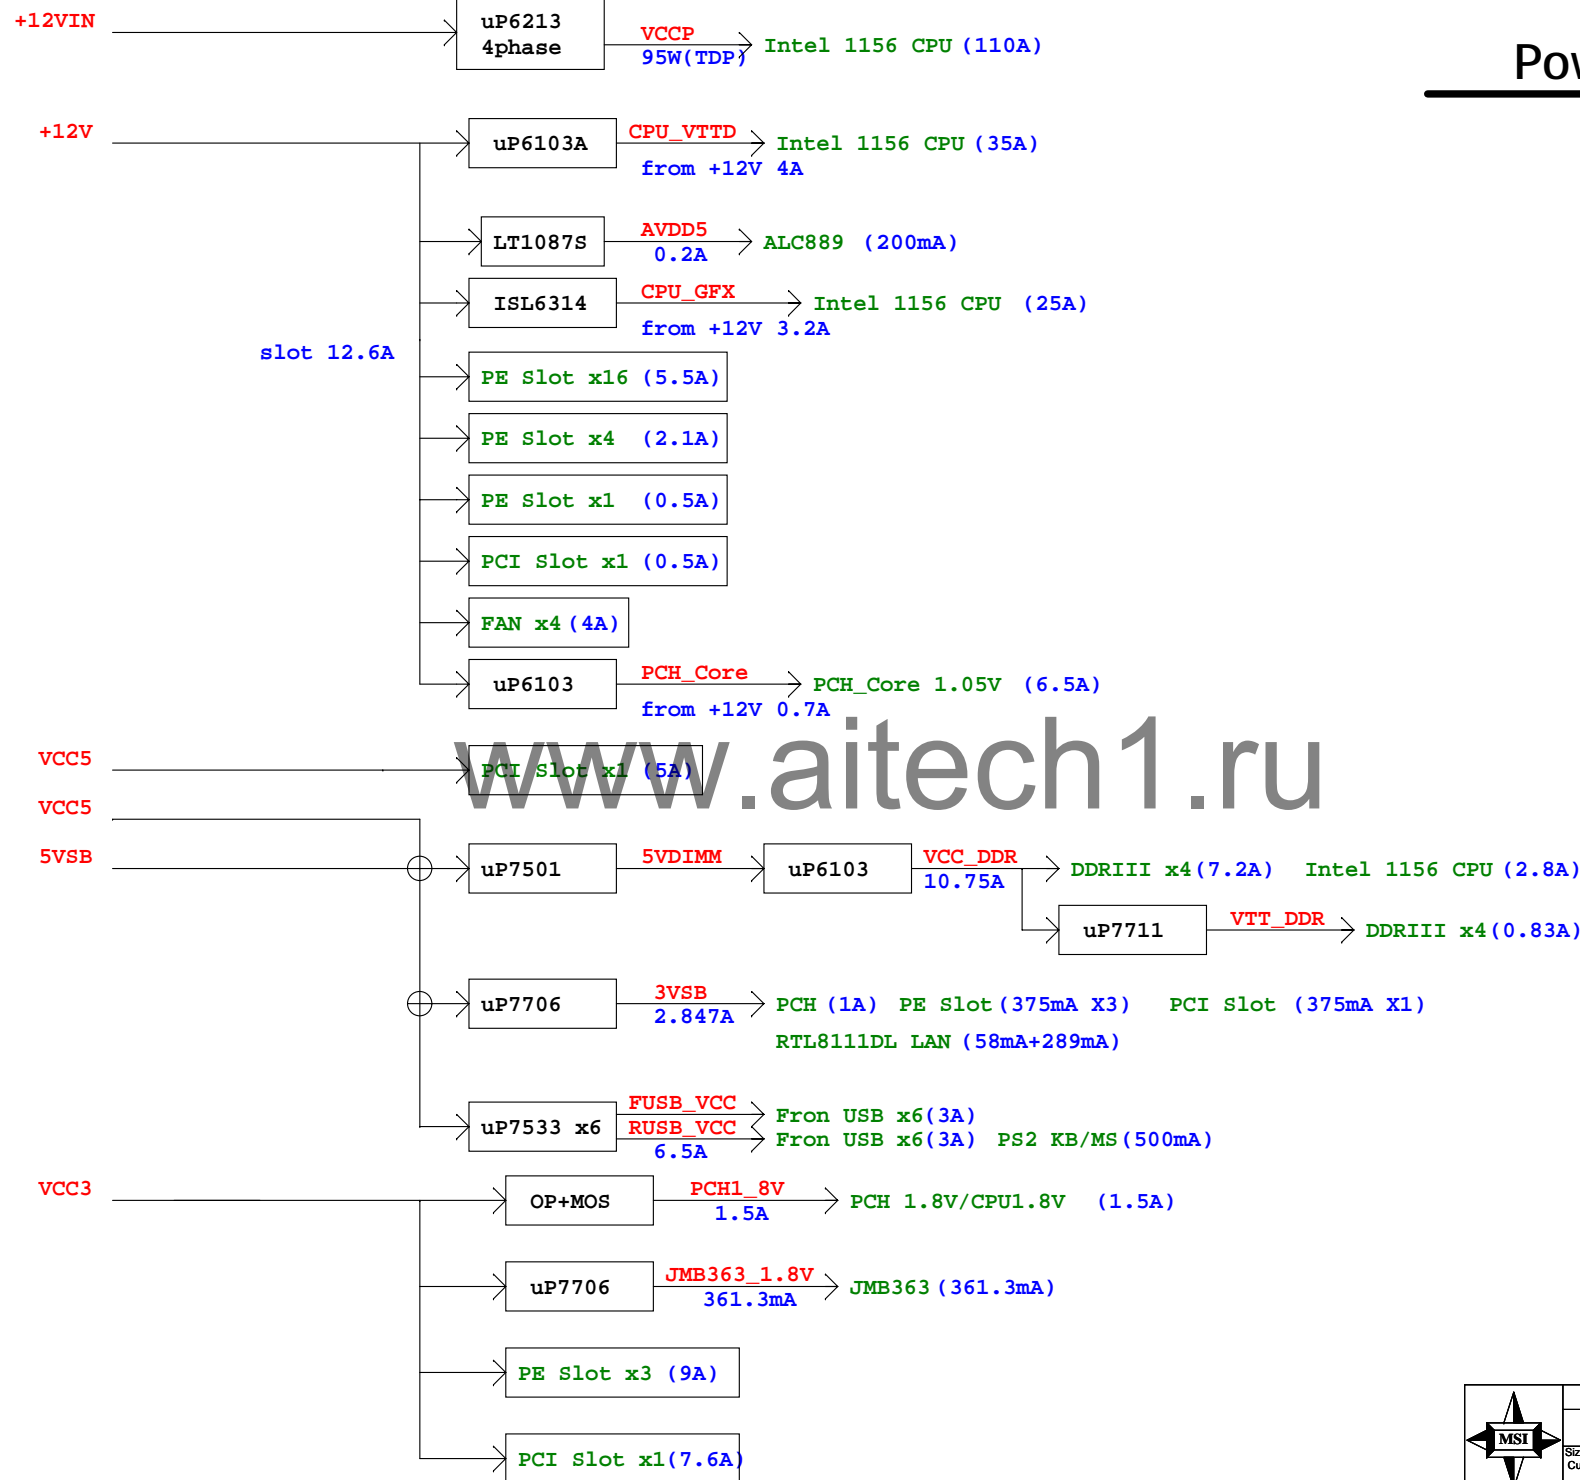 +12VIN
uP6213
4phase
VCCP
95W(TDP)
Intel 1156 CPU (110A)
+12V
uP6103A
CPU_VTTD
from +12V 4A
Intel 1156 CPU (35A)
LT1087S
AVDD5
0.2A
ALC889 (200mA)
ISL6314
CPU_GFX
from +12V 3.2A
Intel 1156 CPU (25A)
slot 12.6A
PE Slot x16 (5.5A)
PE Slot x4 (2.1A)
PE Slot x1 (0.5A)
PCI Slot x1 (0.5A)
FAN x4 (4A)
uP6103
PCH_Core
from +12V 0.7A
PCH_Core 1.05V (6.5A)
www.aitech1.ru
VCC5
PCI Slot x1 (5A)
VCC5
5VSB
uP7501
5VDIMM
uP6103
VCC_DDR
10.75A
DDRIII x4(7.2A) Intel 1156 CPU (2.8A)
uP7711
VTT_DDR
DDRIII x4(0.83A)
uP7706
3VSB
2.847A
PCH (1A) PE Slot (375mA X3) PCI Slot (375mA X1)
RTL8111DL LAN (58mA+289mA)
uP7533 x6
FUSB_VCC
RUSB_VCC
6.5A
Fron USB x6(3A)
Fron USB x6(3A) PS2 KB/MS(500mA)
VCC3
OP+MOS
PCH1_8V
1.5A
PCH 1.8V/CPU1.8V (1.5A)
uP7706
JMB363_1.8V
361.3mA
JMB363 (361.3mA)
PE Slot x3 (9A)
PCI Slot x1(7.6A)
MSI